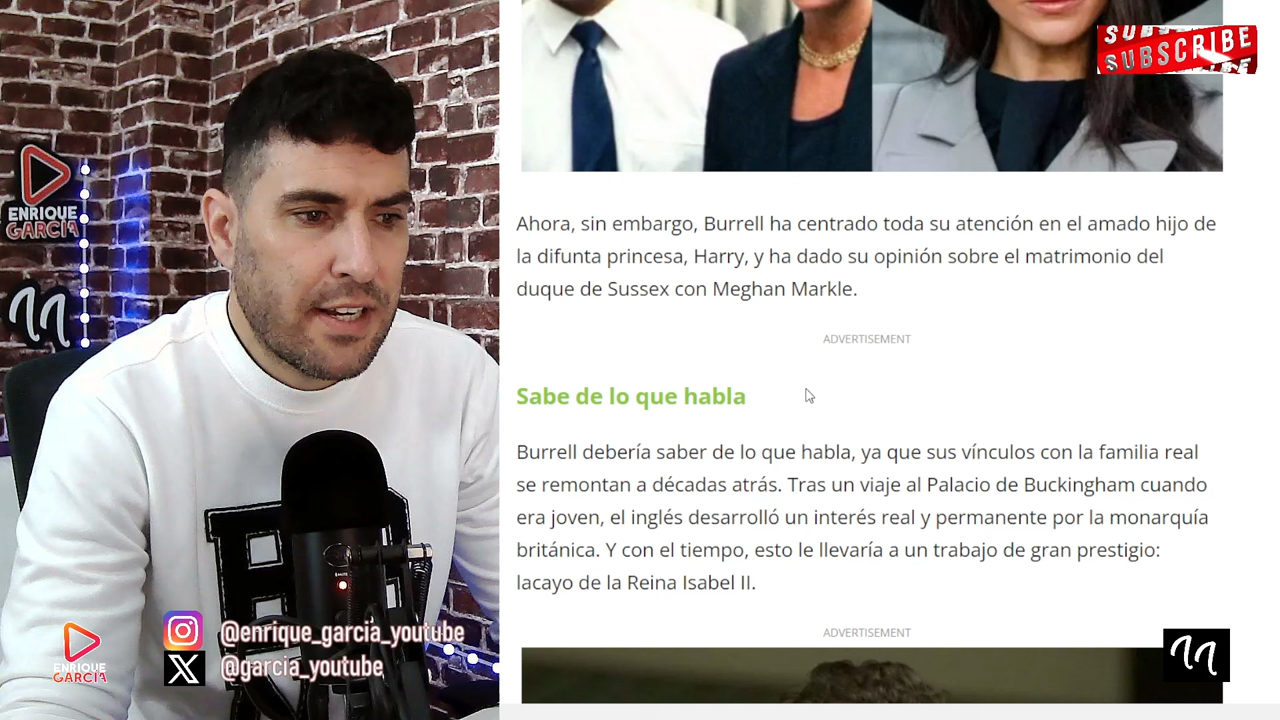 SUBSCRIBE
SUBSCRIBE
ENRIQUE
GARCIA
Ahora, sin embargo, Burrell ha centrado toda su atención en el amado hijo de
la difunta princesa, Harry, y ha dado su opinión sobre el matrimonio del
duque de Sussex con Meghan Markle.
ADVERTISEMENT
Sabe de lo que habla
Burrell debería saber de lo que habla, ya que sus vínculos con la familia real
se remontan a décadas atrás. Tras un viaje al Palacio de Buckingham cuando
era joven, el inglés desarrolló un interés real y permanente por la monarquía
británica. Y con el tiempo, esto le llevaría a un trabajo de gran prestigio:
lacayo de la Reina Isabel II.
ADVERTISEMENT
@enrique_garcia_youtube
@garcia_youtube
ENRIQUE
GARCIA